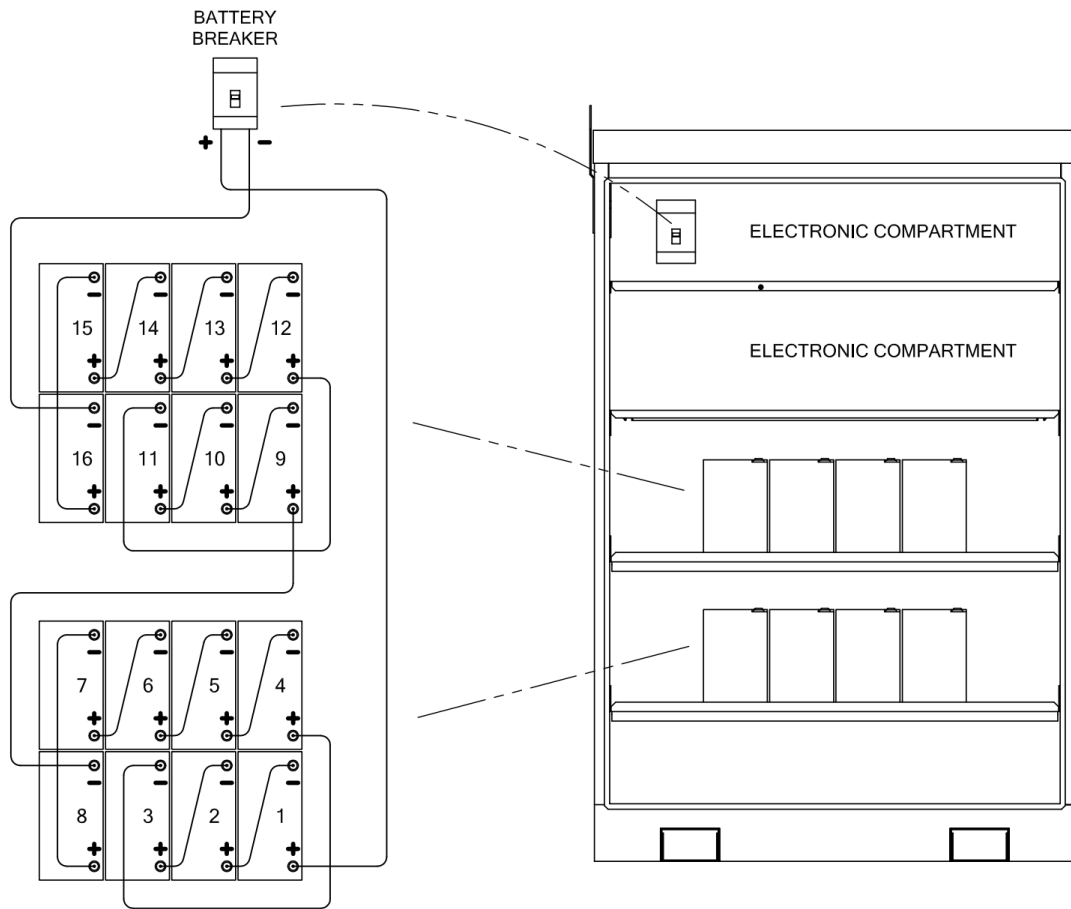 BATTERY
BREAKER
+ −
ELECTRONIC COMPARTMENT
ELECTRONIC COMPARTMENT
− − − −
15 14 13 12
+ + + +
− − − −
16 11 10 9
+ + + +
− − − −
7 6 5 4
+ + + +
− − − −
8 3 2 1
+ + + +